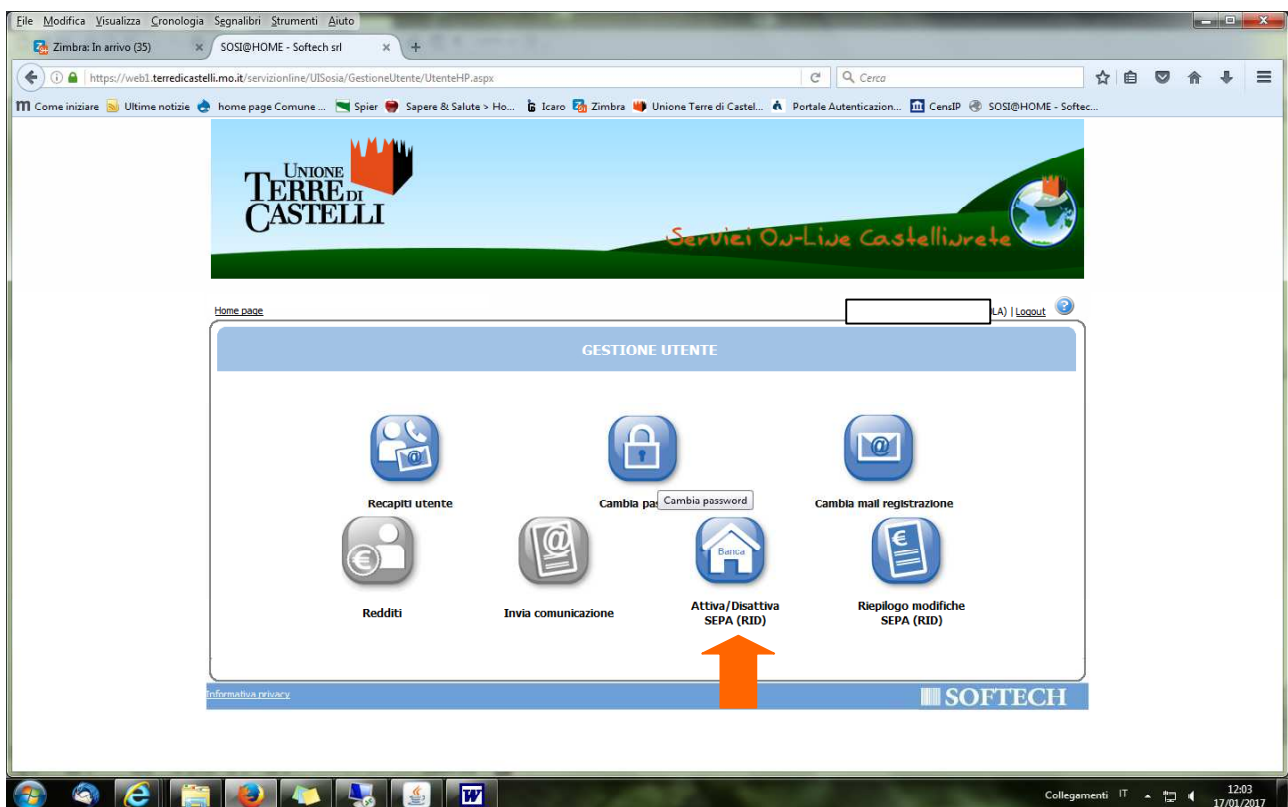 File Modifica Visualizza Cronologia Segnalibri Strumenti Aiuto
Zimbra: In arrivo (35) × SOSI@HOME - Softech srl × +
https://web1.terredicastelli.mo.it/servizionline/UISosia/GestioneUtente/UtenteHP.aspx Cerca
Come iniziare Ultime notizie home page Comune ... Spier Sapere & Salute > Ho... Icaro Zimbra Unione Terre di Castel... Portale Autenticazion... CensIP SOSI@HOME - Softec...
UNIONE
TERRE DI
CASTELLI
Servizi On-Line Castellinrete
Home page LA) | Logout ?
GESTIONE UTENTE
Recapiti utente Cambia pas Cambia password Cambia mail registrazione
Banca
Redditi Invia comunicazione Attiva/Disattiva SEPA (RID) Riepilogo modifiche SEPA (RID)
Informativa privacy SOFTECH
Collegamenti IT 12:03
17/01/2017